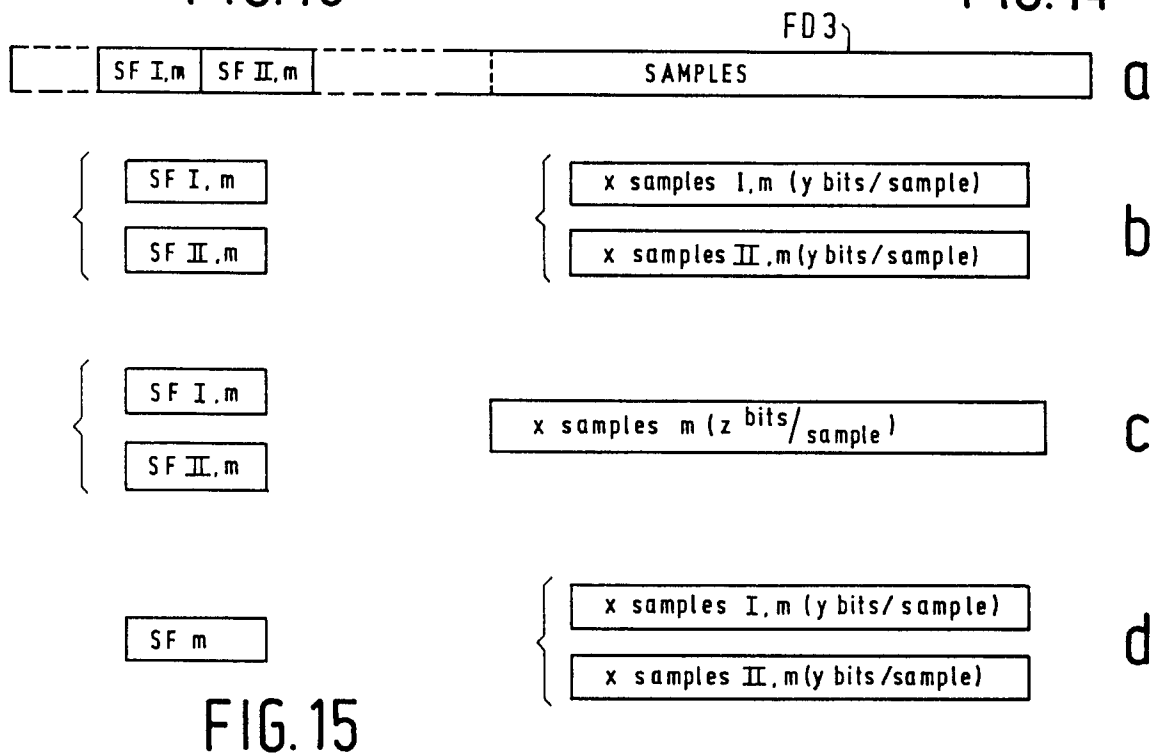 FD3
SF I,m SF II,m SAMPLES a
SF I, m x samples I,m (y bits/sample)
b
SF II,m x samples II,m (y bits/sample)
SF I,m
x samples m (z bits/sample) c
SF II,m
x samples I,m (y bits/sample)
SF m d
x samples II,m (y bits/sample)
FIG.15